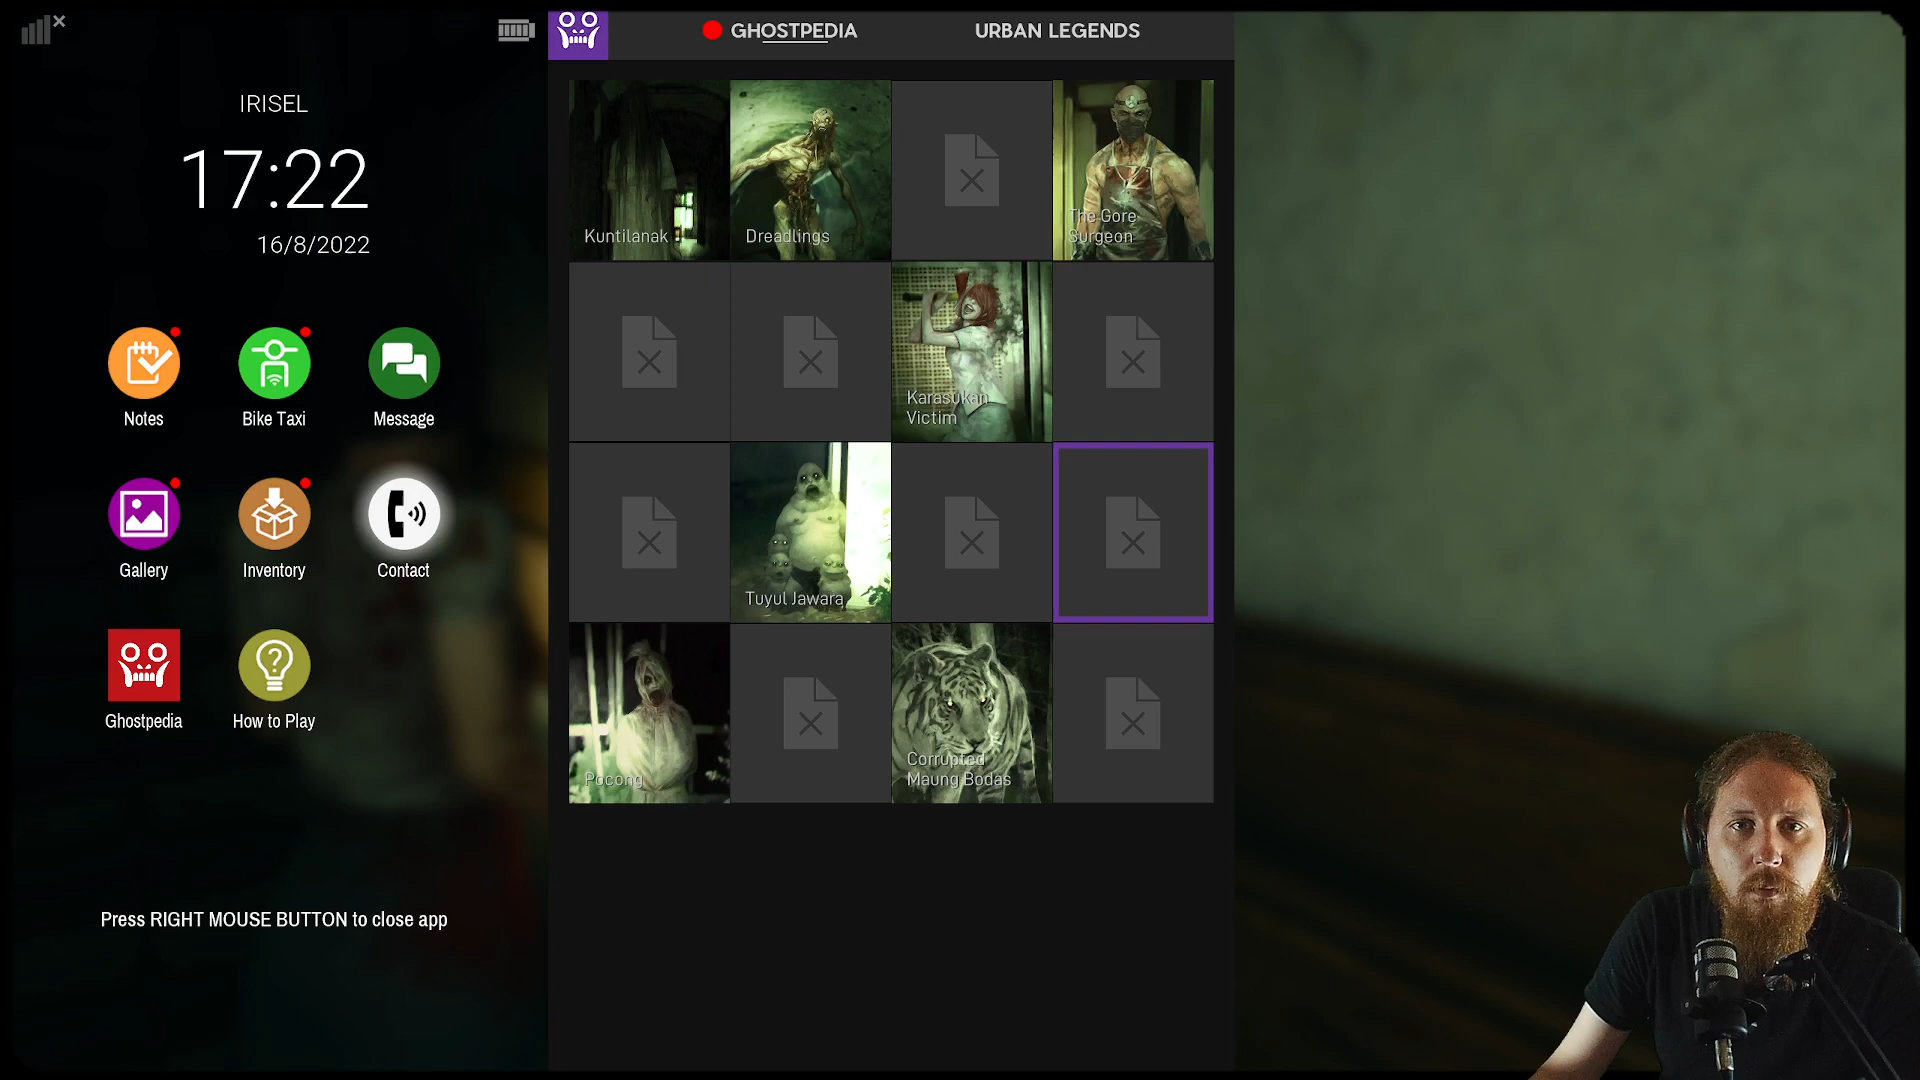 IRISEL
17:22
16/8/2022
Notes
Bike Taxi
Message
Gallery
Inventory
Contact
Ghostpedia
How to Play
Press RIGHT MOUSE BUTTON to close app
GHOSTPEDIA
URBAN LEGENDS
Kuntilanak
Dreadlings
The Gore
Surgeon
Karasukan
Victim
Tuyul Jawara
Pocong
Corrupted
Maung Bodas